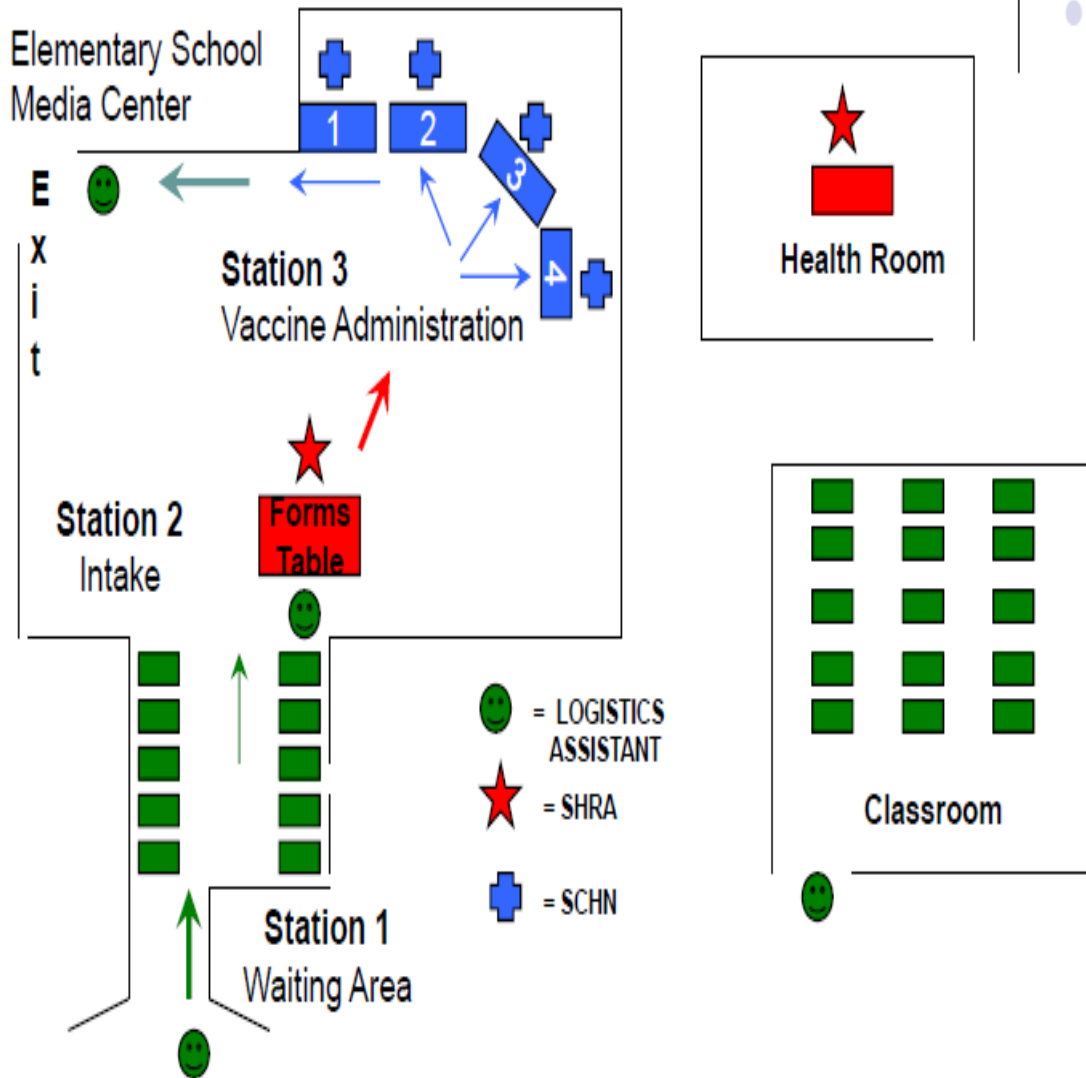 Elementary School
Media Center
1
2
3
4
E
x
i
t
Station 3
Vaccine Administration
Health Room
Forms
Table
Station 2
Intake
= LOGISTICS
ASSISTANT
= SHRA
= SCHN
Classroom
Station 1
Waiting Area